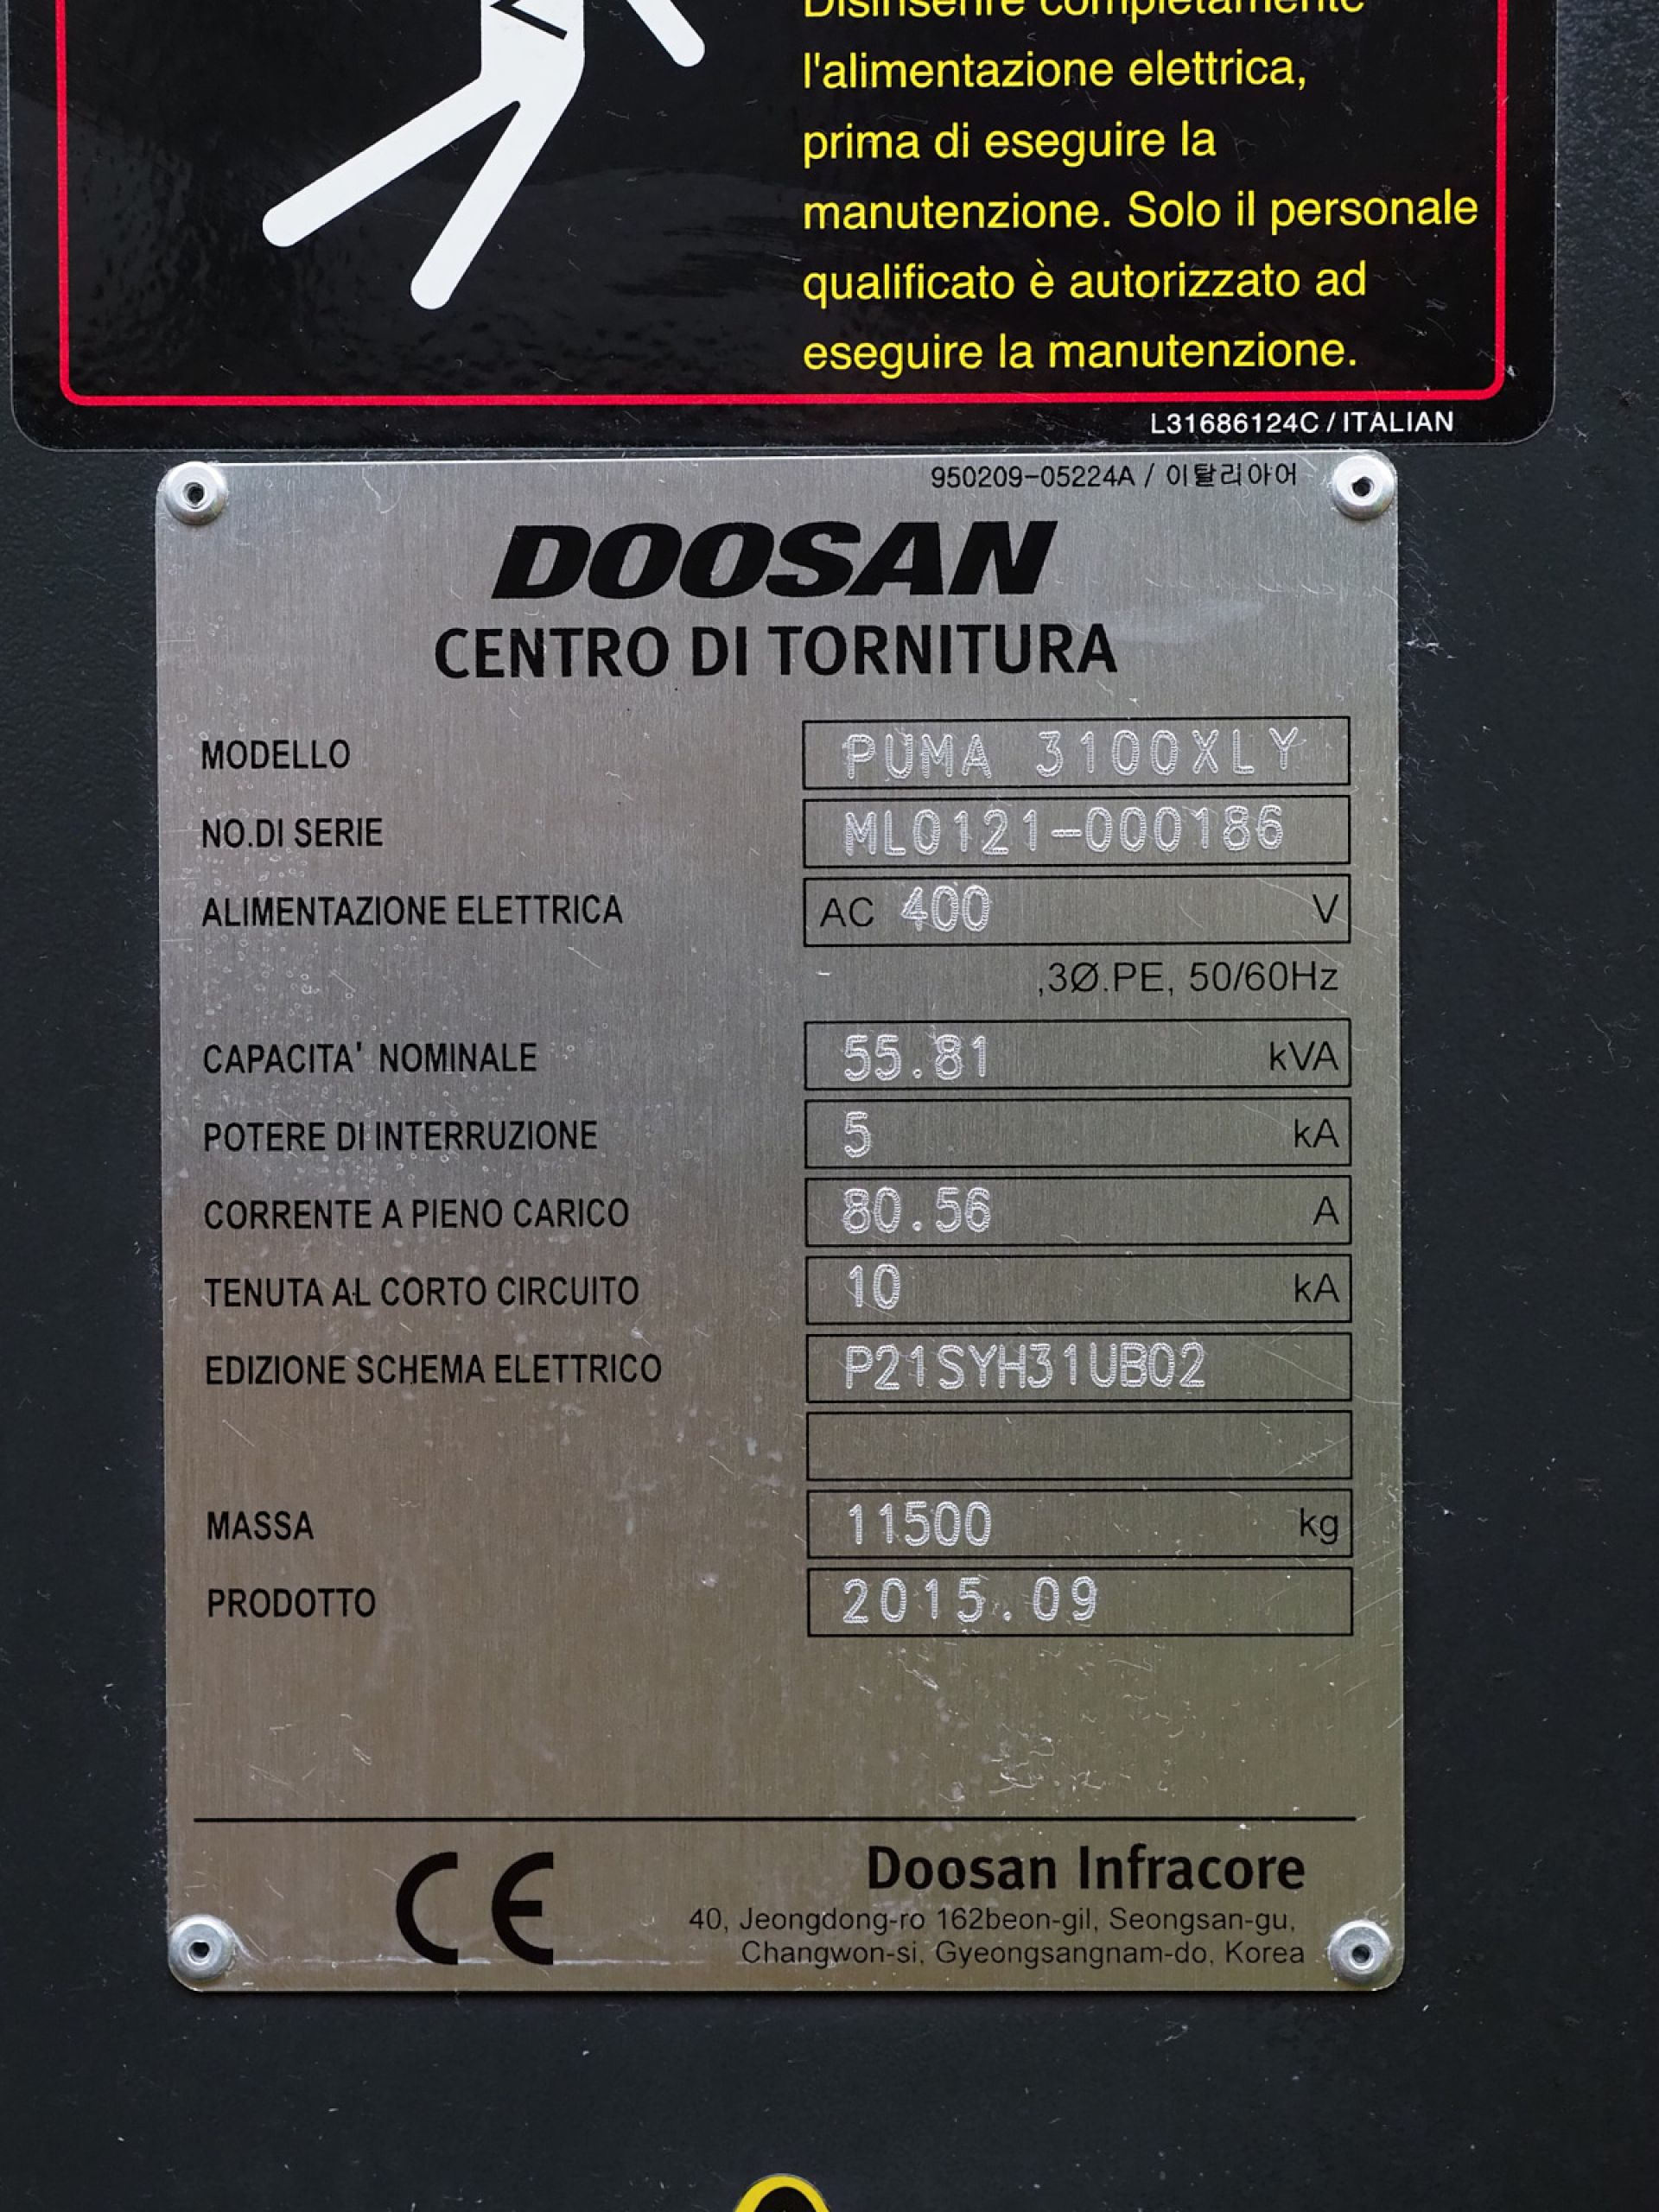 Disinserire completamente
l'alimentazione elettrica,
prima di eseguire la
manutenzione. Solo il personale
qualificato è autorizzato ad
eseguire la manutenzione.
L31686124C / ITALIAN
950209-05224A / 이탈리아어
DOOSAN
CENTRO DI TORNITURA
MODELLO PUMA 3100XLY
NO.DI SERIE ML0121-000186
ALIMENTAZIONE ELETTRICA AC 400 V
,3Ø.PE, 50/60Hz
CAPACITA' NOMINALE 55.81 kVA
POTERE DI INTERRUZIONE 5 kA
CORRENTE A PIENO CARICO 80.56 A
TENUTA AL CORTO CIRCUITO 10 kA
EDIZIONE SCHEMA ELETTRICO P21SYH31UB02
MASSA 11500 kg
PRODOTTO 2015.09
CE
Doosan Infracore
40, Jeongdong-ro 162beon-gil, Seongsan-gu,
Changwon-si, Gyeongsangnam-do, Korea